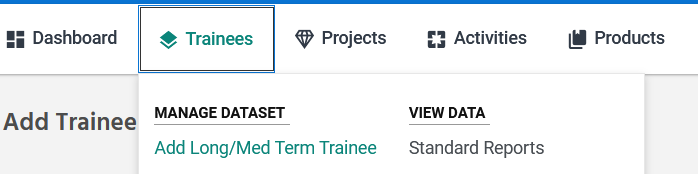 Dashboard Trainees Projects Activities Products
Add Trainee
MANAGE DATASET VIEW DATA
Add Long/Med Term Trainee Standard Reports